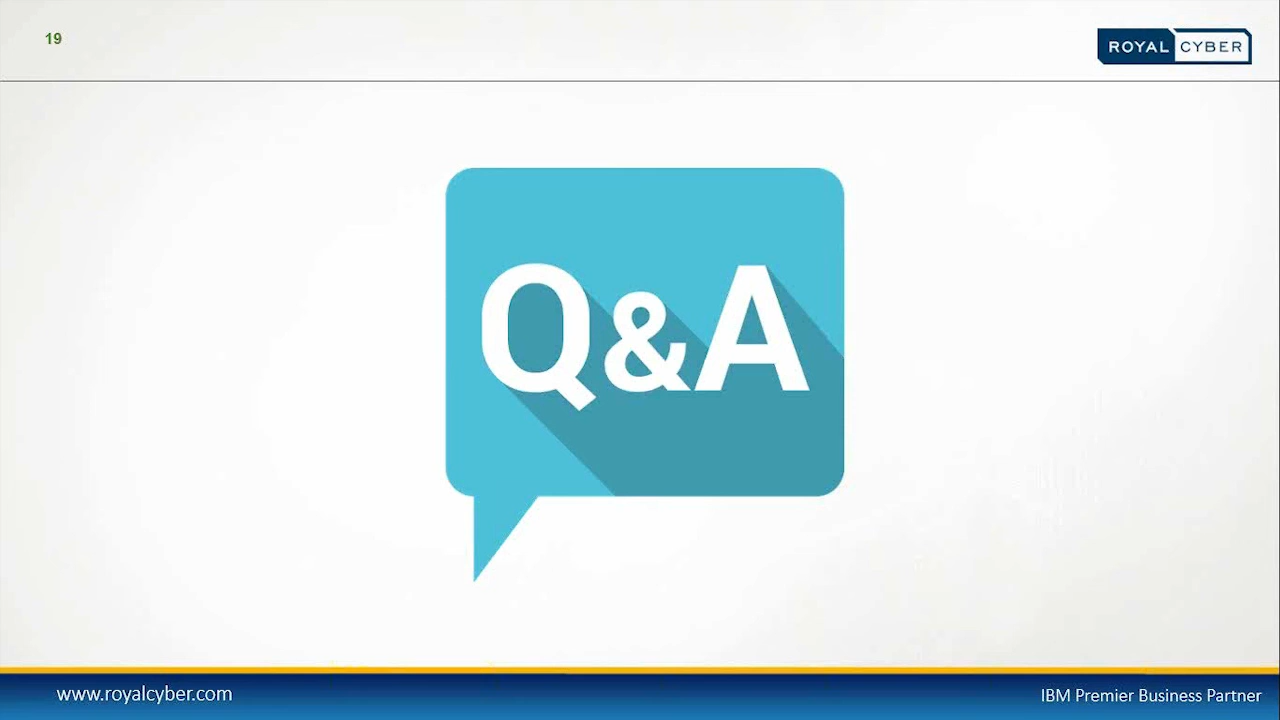 19
ROYAL CYBER
Q&A
www.royalcyber.com
IBM Premier Business Partner